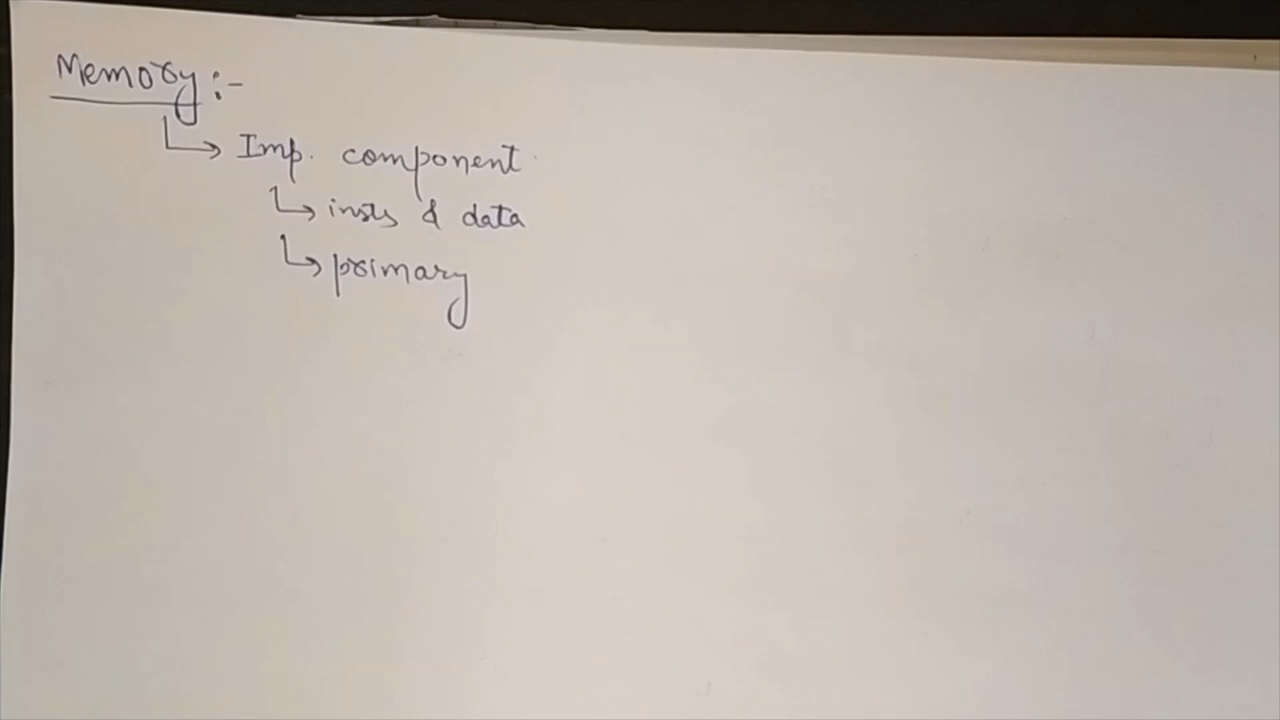 Memory :-
↳ Imp. component
↳ insts & data
↳ primary